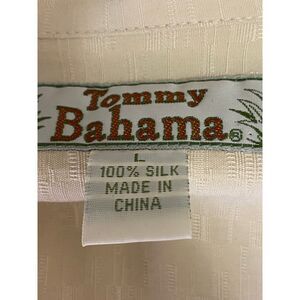 Tommy
Bahama®
L
100% SILK
MADE IN
CHINA